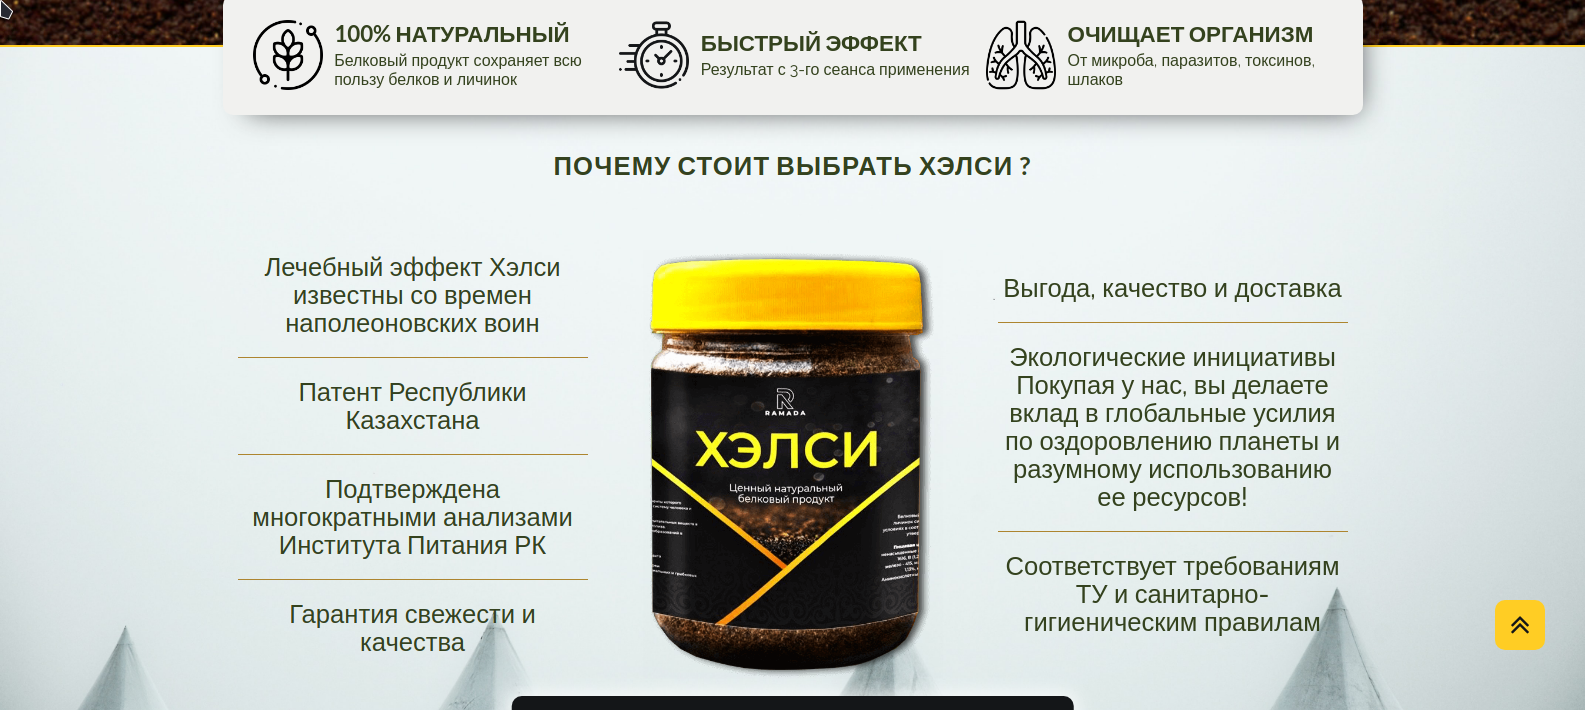 100% НАТУРАЛЬНЫЙ
Белковый продукт сохраняет всю
пользу белков и личинок
БЫСТРЫЙ ЭФФЕКТ
Результат с 3-го сеанса применения
ОЧИЩАЕТ ОРГАНИЗМ
От микроба, паразитов, токсинов,
шлаков
ПОЧЕМУ СТОИТ ВЫБРАТЬ ХЭЛСИ ?
Лечебный эффект Хэлси
известны со времен
наполеоновских воин
Патент Республики
Казахстана
Подтверждена
многократными анализами
Института Питания РК
Гарантия свежести и
качества
RAMADA
ХЭЛСИ
Ценный натуральный
белковый продукт
Выгода, качество и доставка
Экологические инициативы
Покупая у нас, вы делаете
вклад в глобальные усилия
по оздоровлению планеты и
разумному использованию
ее ресурсов!
Соответствует требованиям
ТУ и санитарно-
гигиеническим правилам